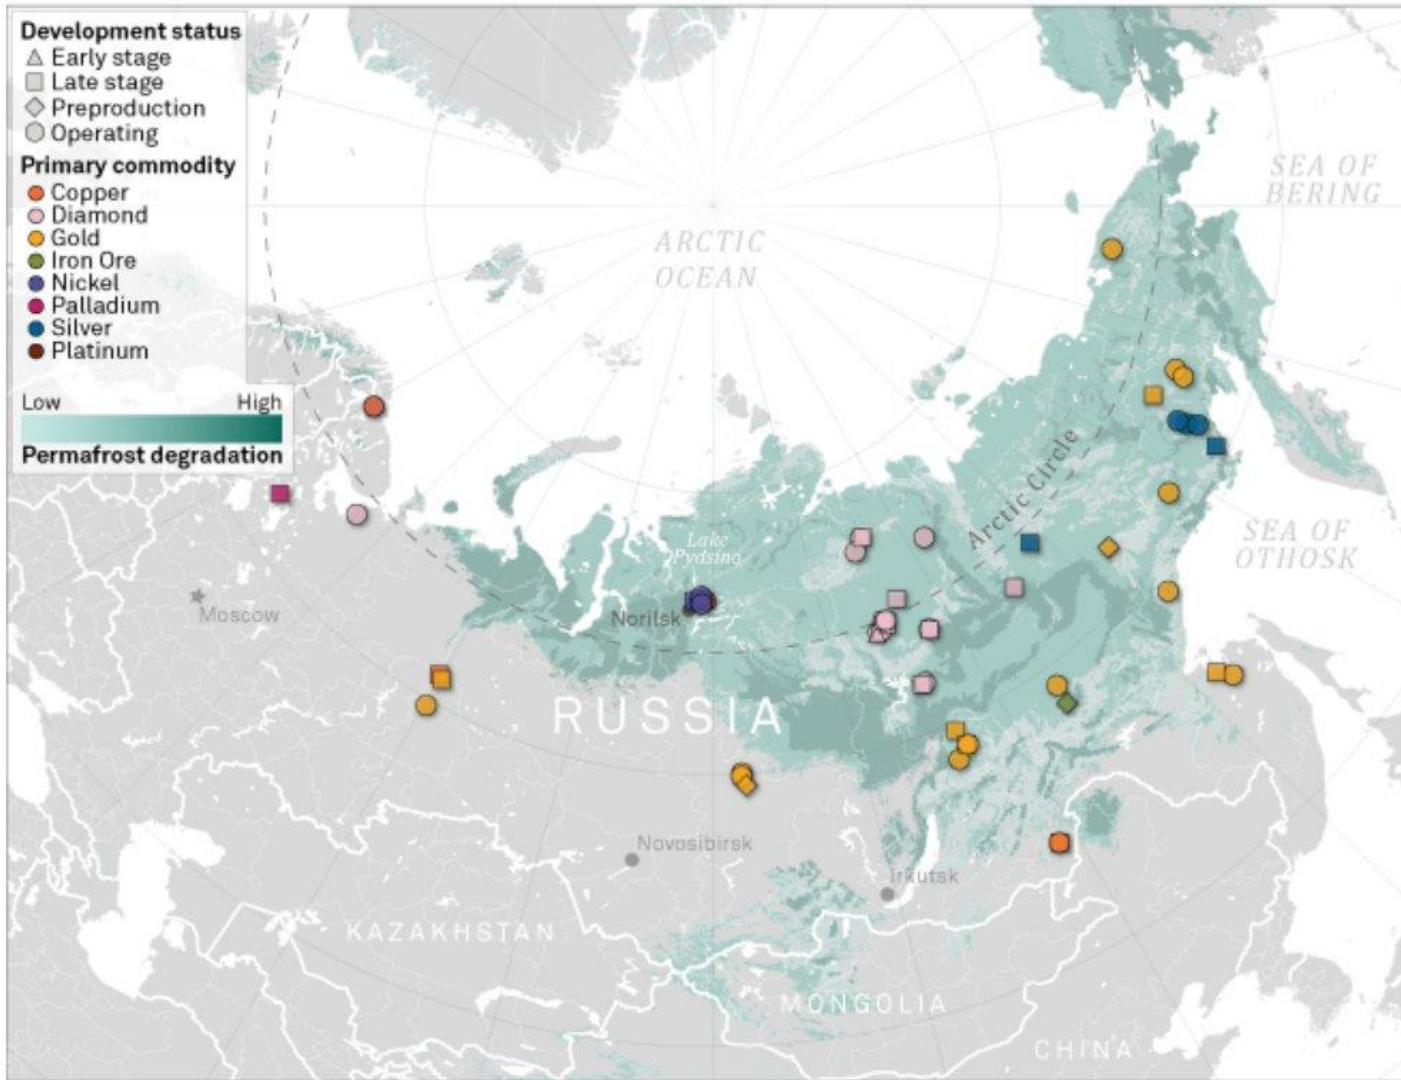 Development status
Early stage
Late stage
Preproduction
Operating
Primary commodity
Copper
Diamond
Gold
Iron Ore
Nickel
Palladium
Silver
Platinum
Low High
Permafrost degradation
SEA OF
BERING
ARCTIC
OCEAN
Arctic Circle
SEA OF
OTHOSK
Lake
Pydsino
Moscow
Norilsk
RUSSIA
Novosibirsk
Irkutsk
KAZAKHSTAN
MONGOLIA
CHINA